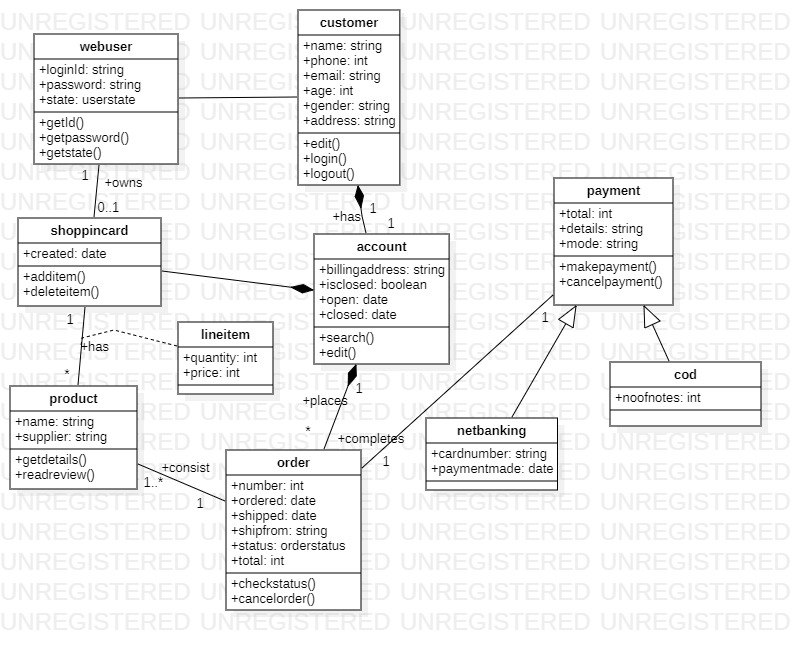 webuser
+loginId: string
+password: string
+state: userstate
+getId()
+getpassword()
+getstate()
customer
+name: string
+phone: int
+email: string
+age: int
+gender: string
+address: string
+edit()
+login()
+logout()
1
+owns
0..1
shoppincard
+created: date
+additem()
+deleteitem()
+has
1
1
account
+billingaddress: string
+isclosed: boolean
+open: date
+closed: date
+search()
+edit()
payment
+total: int
+details: string
+mode: string
+makepayment()
+cancelpayment()
1
+has
*
lineitem
+quantity: int
+price: int
product
+name: string
+supplier: string
+getdetails()
+readreview()
+places
1
*
+completes
1
1
cod
+noofnotes: int
netbanking
+cardnumber: string
+paymentmade: date
+consist
1..*
1
order
+number: int
+ordered: date
+shipped: date
+shipfrom: string
+status: orderstatus
+total: int
+checkstatus()
+cancelorder()
UNREGISTERED